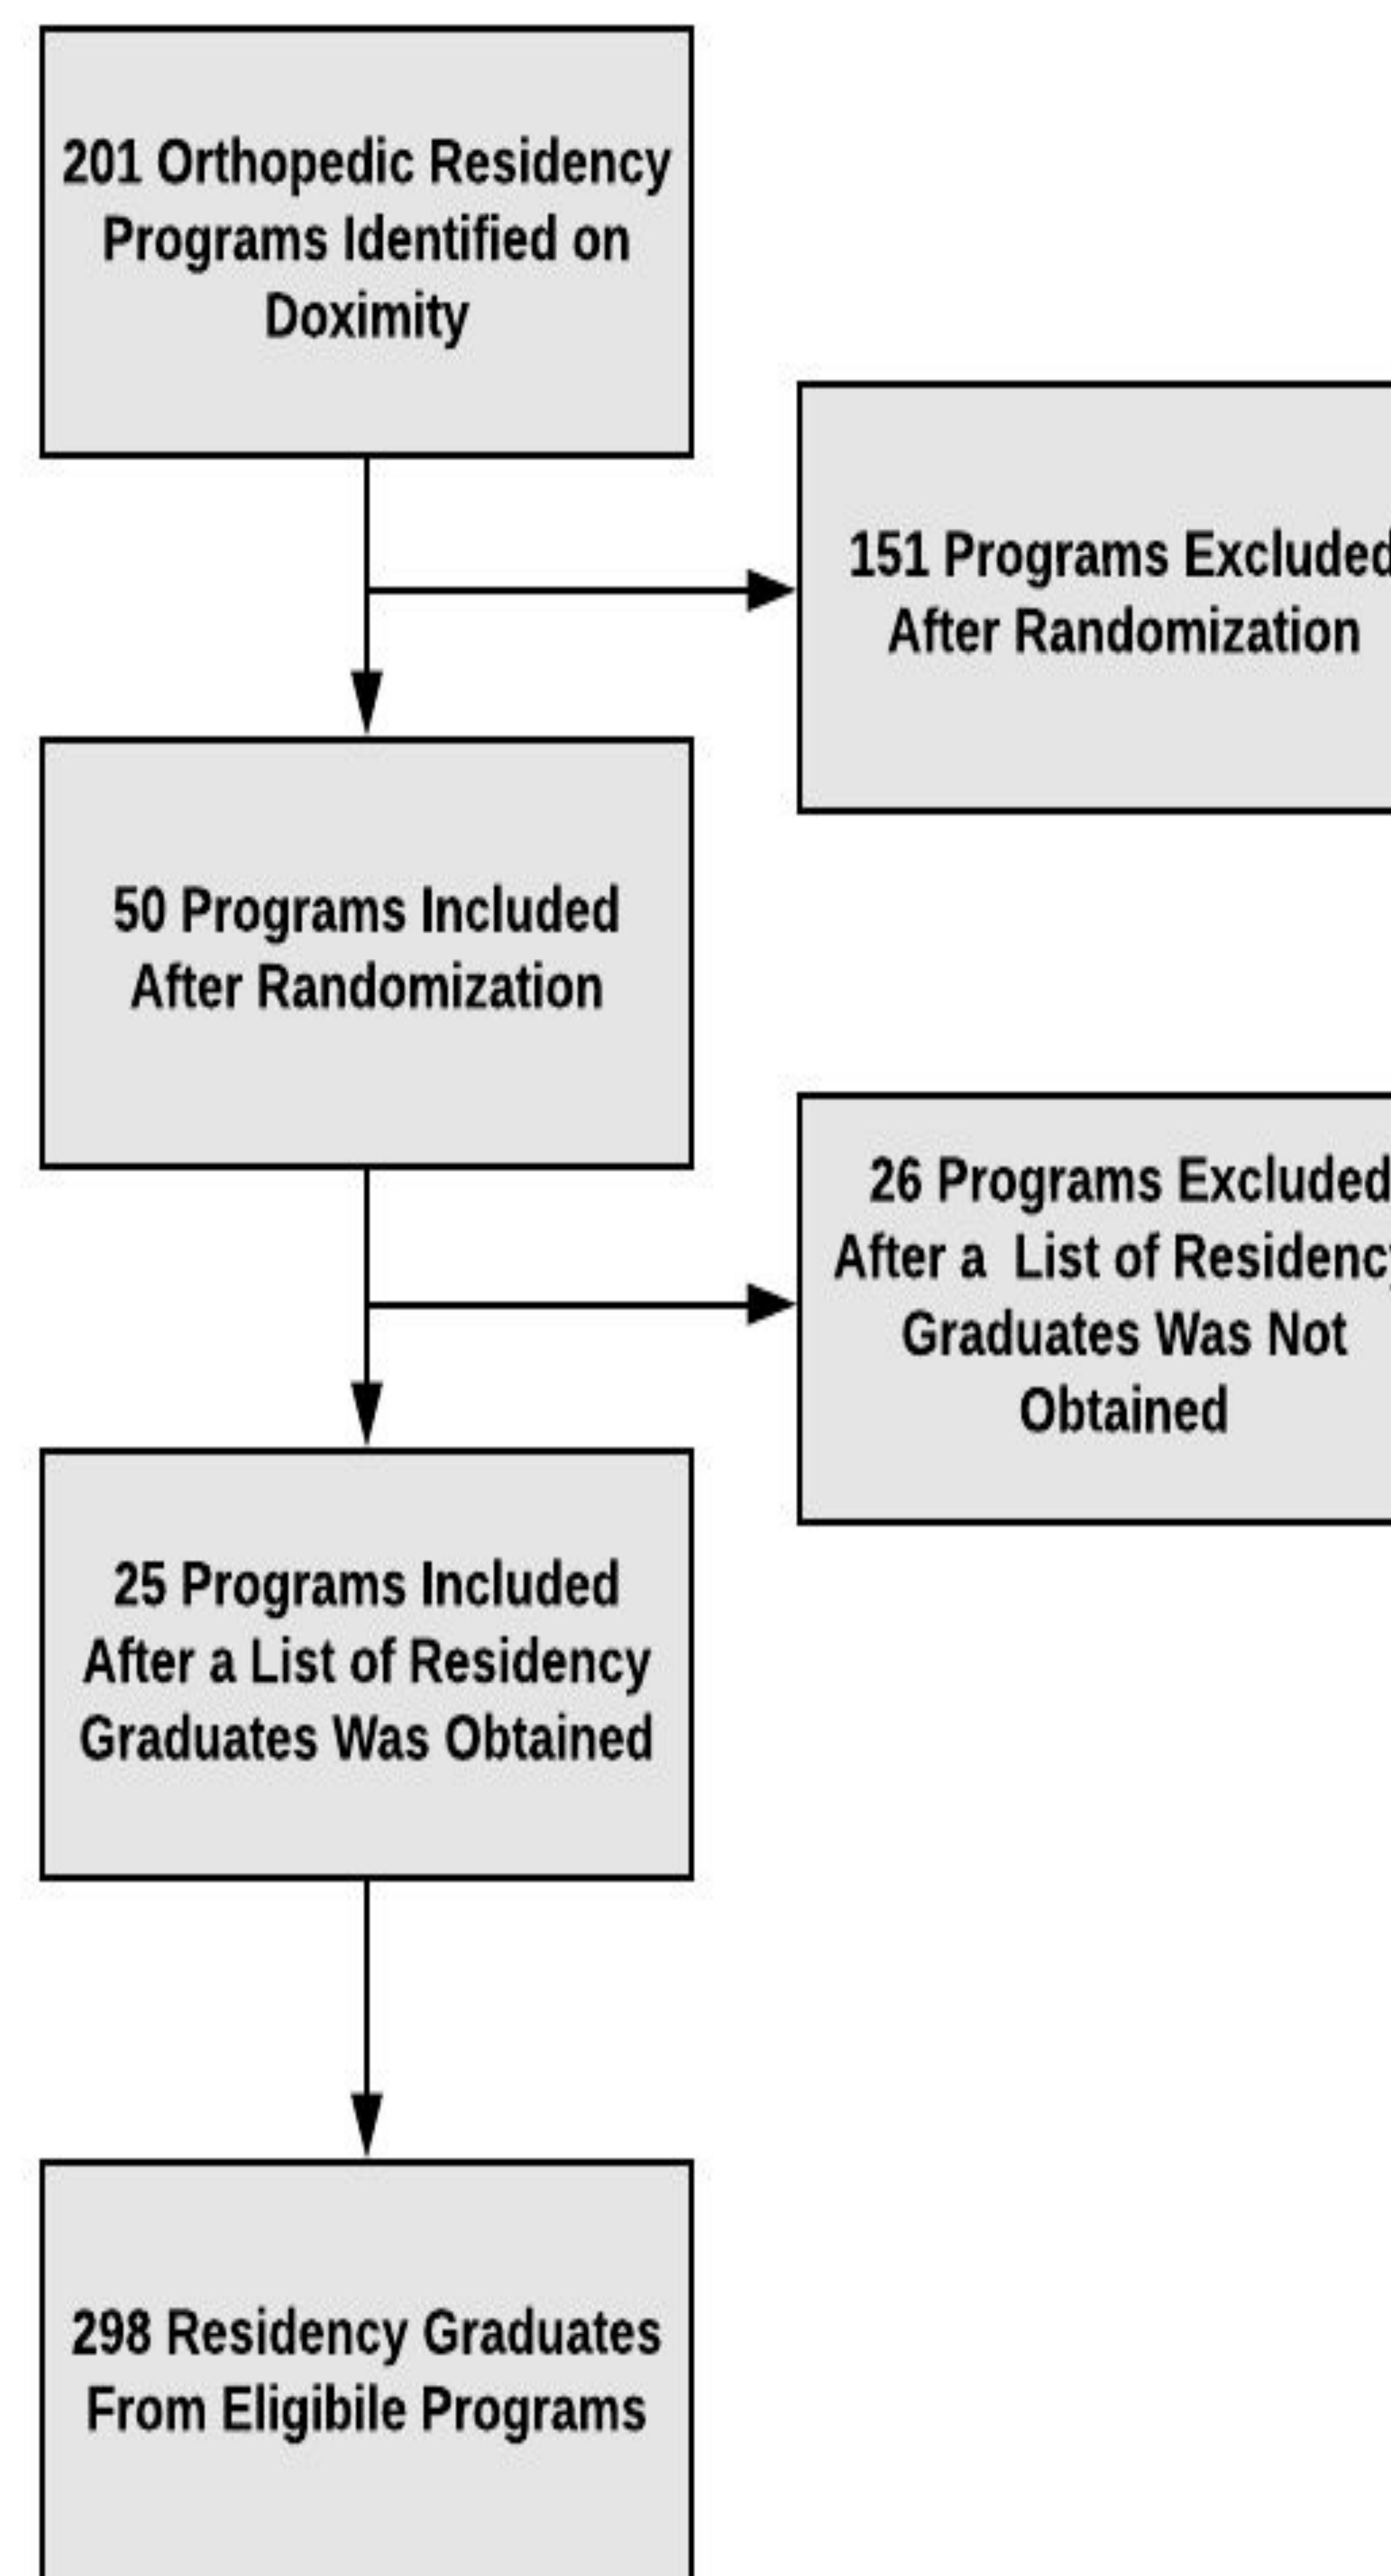 201 Orthopedic Residency
Programs Identified on
Doximity
151 Programs Excluded
After Randomization
50 Programs Included
After Randomization
26 Programs Excluded
After a  List of Residency
Graduates Was Not
Obtained
25 Programs Included
After a List of Residency
Graduates Was Obtained
298 Residency Graduates
From Eligibile Programs